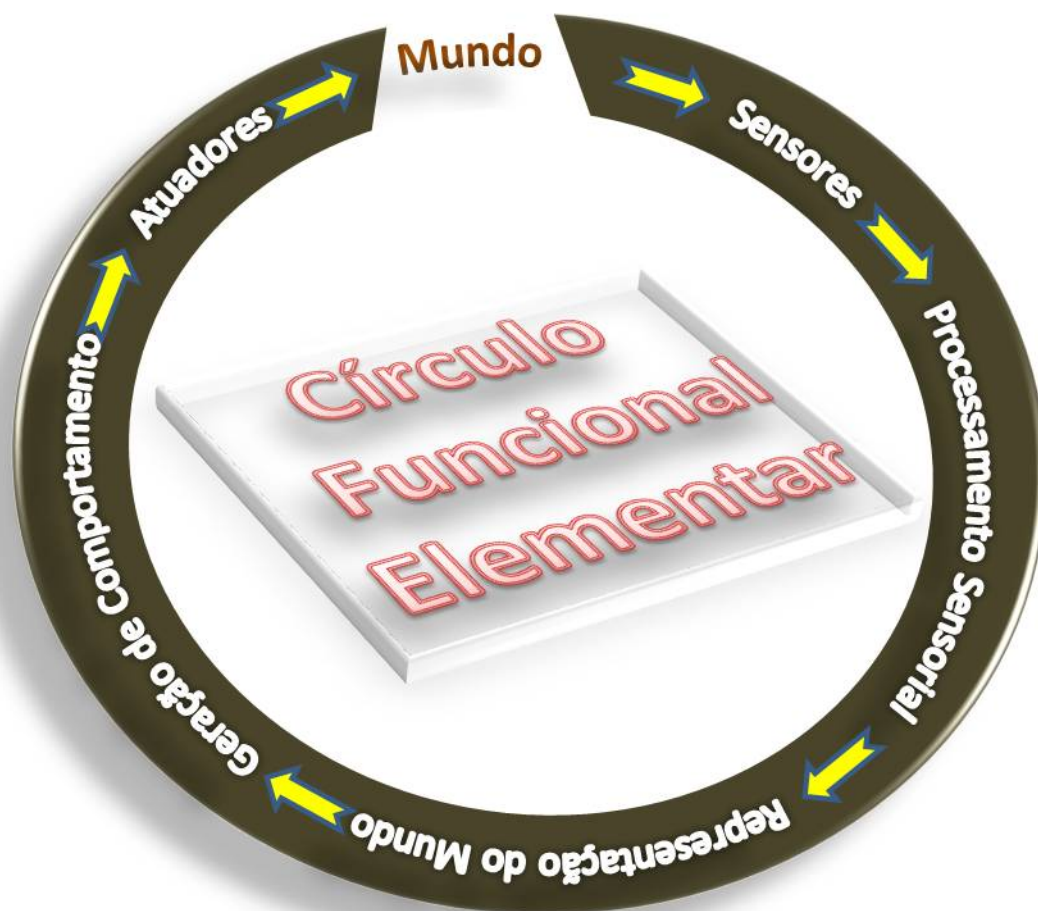 Mundo
Sensores
Processamento Sensorial
Representação do Mundo
Geração de Comportamento
Atuadores
Círculo
Funcional
Elementar